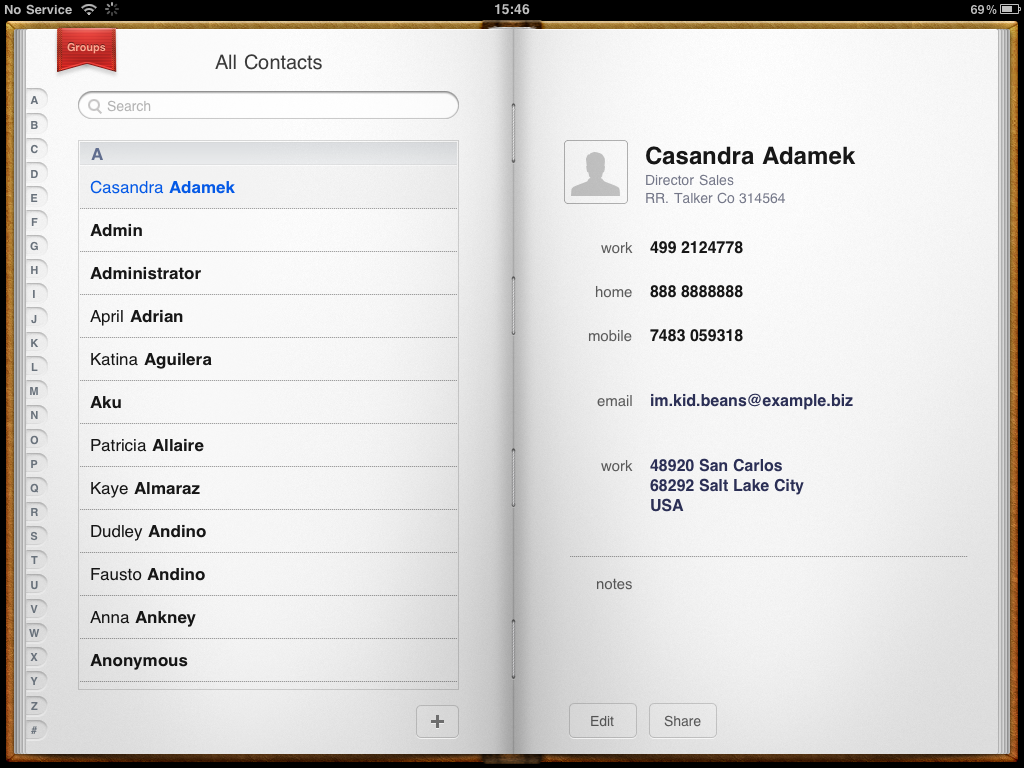 No Service
15:46
69%
Groups
All Contacts
Search
A
B
C
D
E
F
G
H
I
J
K
L
M
N
O
P
Q
R
S
T
U
V
W
X
Y
Z
#
A
Casandra Adamek
Admin
Administrator
April Adrian
Katina Aguilera
Aku
Patricia Allaire
Kaye Almaraz
Dudley Andino
Fausto Andino
Anna Ankney
Anonymous
+
Casandra Adamek
Director Sales
RR. Talker Co 314564
work 499 2124778
home 888 8888888
mobile 7483 059318
email im.kid.beans@example.biz
work 48920 San Carlos
68292 Salt Lake City
USA
notes
Edit
Share